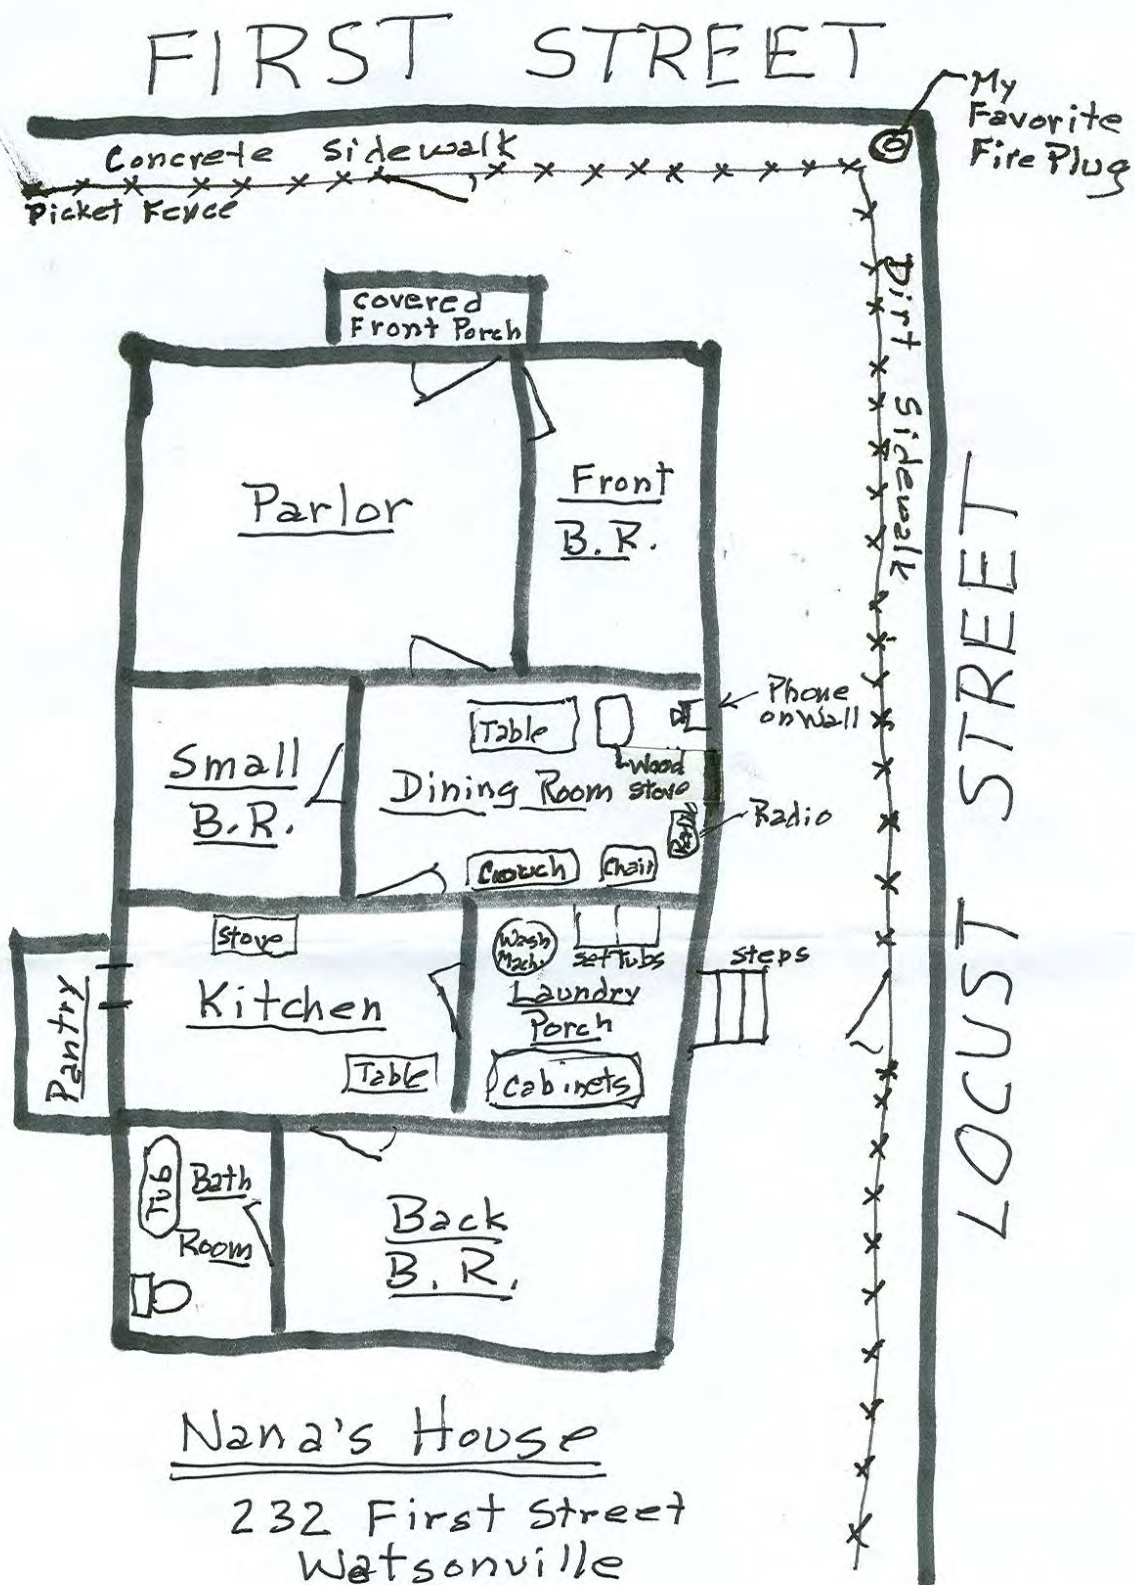 FIRST STREET
My
Favorite
Fire Plug
Concrete Sidewalk
Picket Fence
Dirt Sidewalk
covered
Front Porch
Parlor
Front
B.R.
LOCUST STREET
Phone
on Wall
Table
Small
B.R.
Dining Room
Wood
Stove
Radio
Couch
Chair
Stove
Wash
Mach.
Set Tubs
Steps
Kitchen
Laundry
Porch
Pantry
Table
Cabinets
Tub
Bath
Room
Back
B.R.
Nana's House
232 First Street
Watsonville